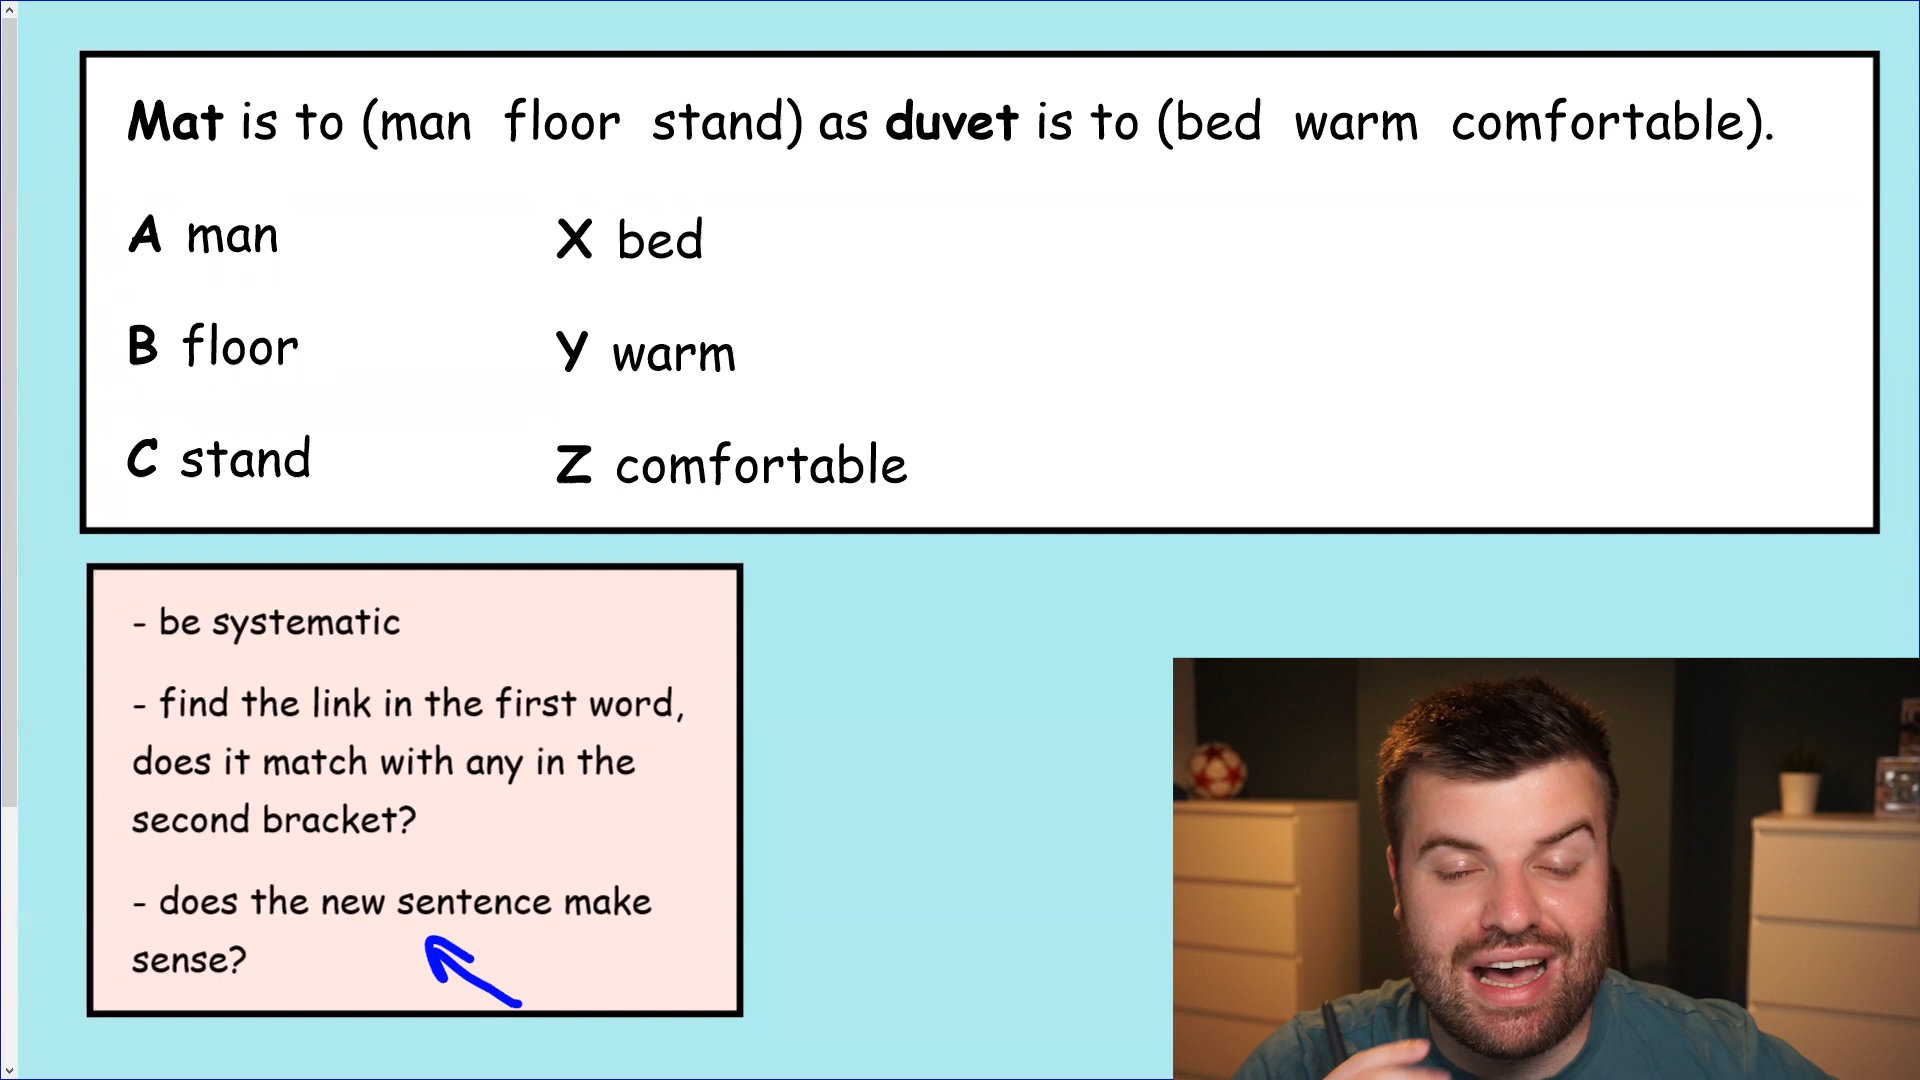 Mat is to (man floor stand) as duvet is to (bed warm comfortable).
A man
X bed
B floor
Y warm
C stand
Z comfortable
- be systematic
- find the link in the first word,
does it match with any in the
second bracket?
- does the new sentence make
sense?